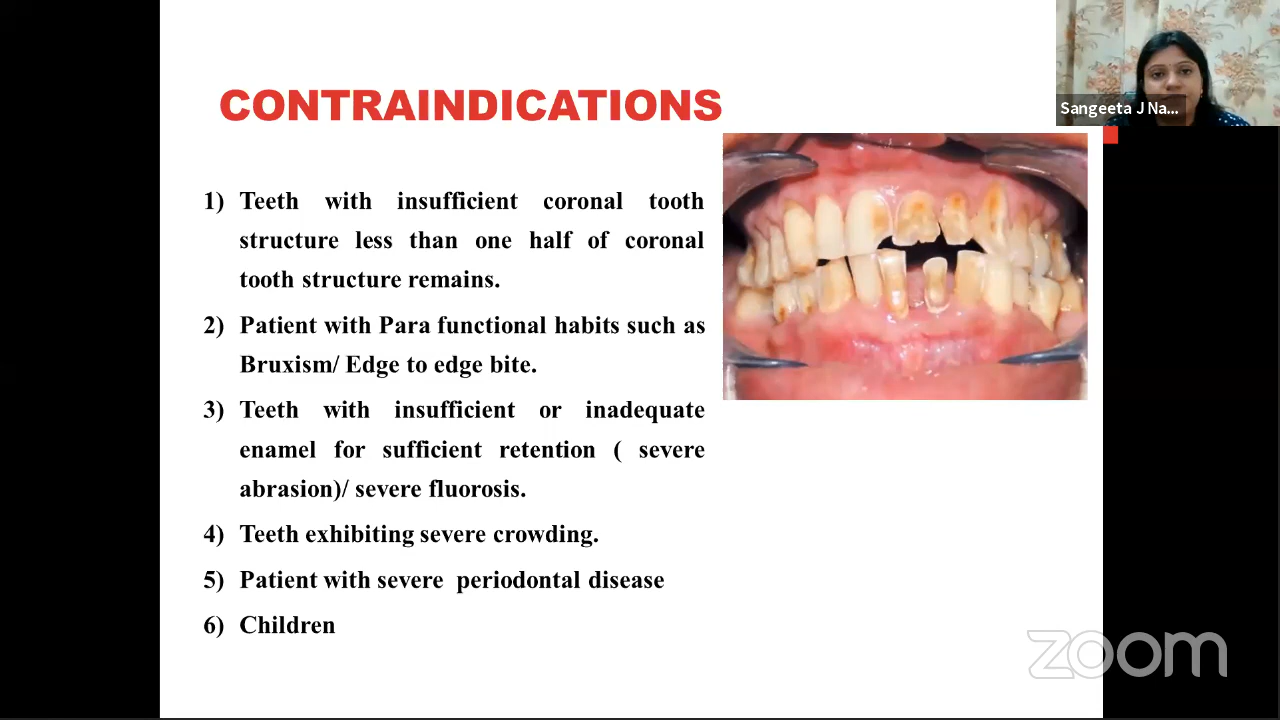 Sangeeta J Na...
CONTRAINDICATIONS
1) Teeth with insufficient coronal tooth
structure less than one half of coronal
tooth structure remains.
2) Patient with Para functional habits such as
Bruxism/ Edge to edge bite.
3) Teeth with insufficient or inadequate
enamel for sufficient retention ( severe
abrasion)/ severe fluorosis.
4) Teeth exhibiting severe crowding.
5) Patient with severe periodontal disease
6) Children
zoom